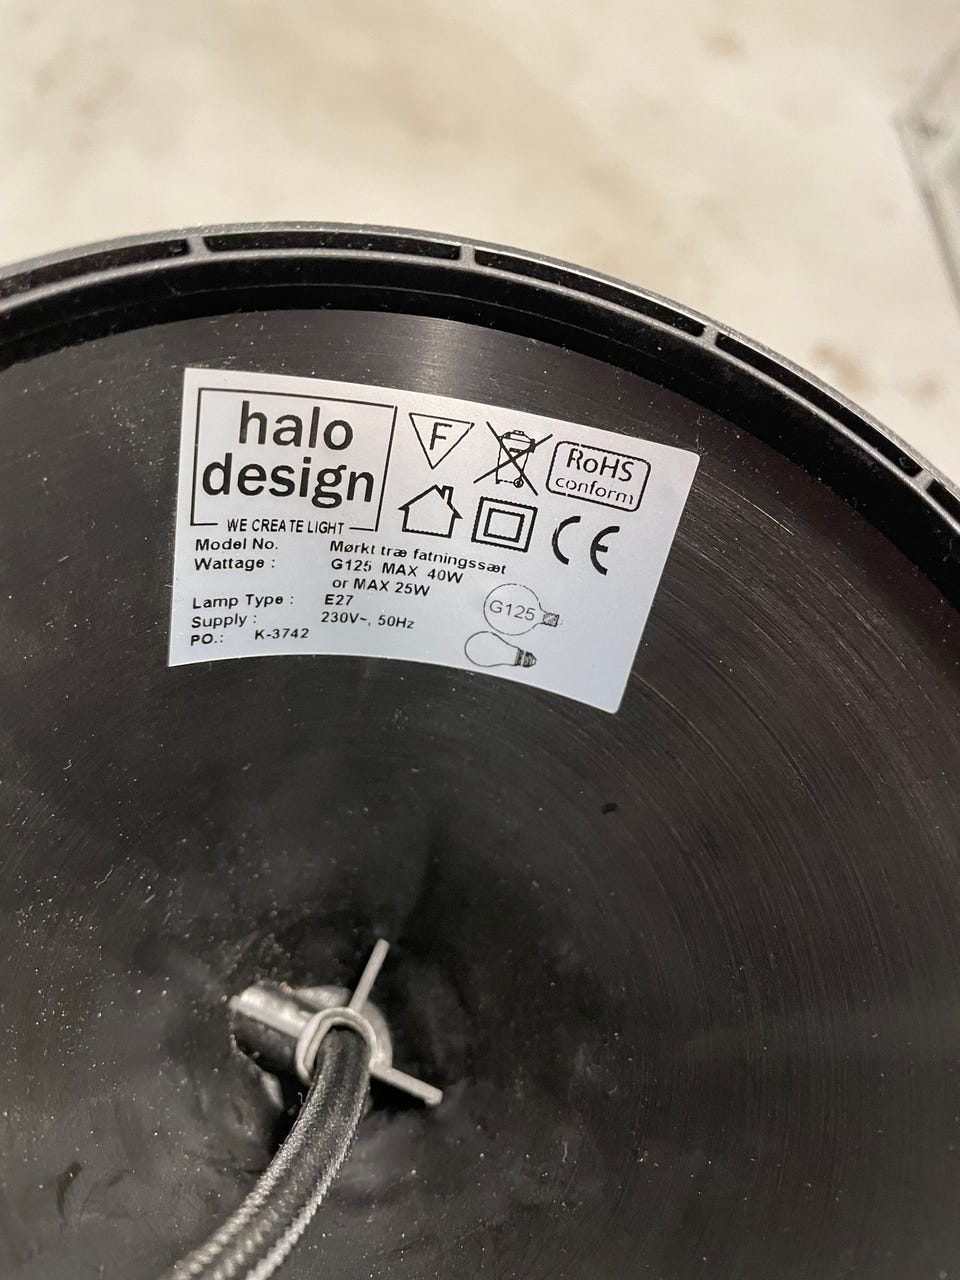 halo
design
WE CREATE LIGHT
F
RoHS
conform
CE
Model No. Mørkt træ fatningssæt
Wattage : G125 MAX 40W
or MAX 25W
Lamp Type : E27
Supply : 230V~, 50Hz
PO.: K-3742
G125